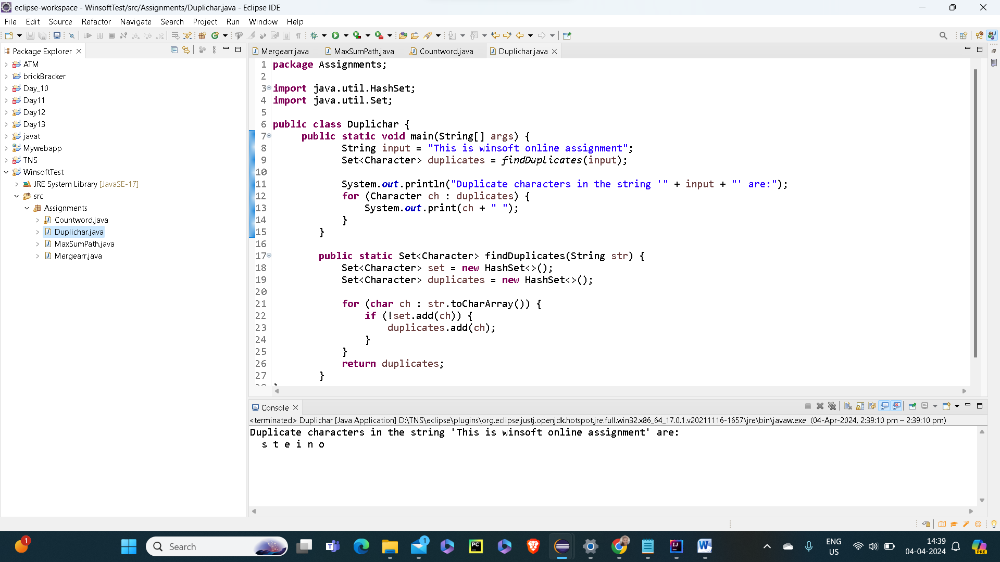 eclipse-workspace - WinsoftTest/src/Assignments/Duplichar.java - Eclipse IDE
File Edit Source Refactor Navigate Search Project Run Window Help
Package Explorer
ATM
brickBracker
Day_10
Day11
Day12
Day13
javat
Mywebapp
TNS
WinsoftTest
JRE System Library [JavaSE-17]
src
Assignments
Countword.java
Duplichar.java
MaxSumPath.java
Mergearr.java
Mergearr.java MaxSumPath.java Countword.java Duplichar.java
1 package Assignments;
2
3 import java.util.HashSet;
4 import java.util.Set;
5
6 public class Duplichar {
7 public static void main(String[] args) {
8 String input = "This is winsoft online assignment";
9 Set<Character> duplicates = findDuplicates(input);
10
11 System.out.println("Duplicate characters in the string '" + input + "' are:");
12 for (Character ch : duplicates) {
13 System.out.print(ch + " ");
14 }
15 }
16
17 public static Set<Character> findDuplicates(String str) {
18 Set<Character> set = new HashSet<>();
19 Set<Character> duplicates = new HashSet<>();
20
21 for (char ch : str.toCharArray()) {
22 if (!set.add(ch)) {
23 duplicates.add(ch);
24 }
25 }
26 return duplicates;
27 }
Console
<terminated> Duplichar [Java Application] D:\TNS\eclipse\plugins\org.eclipse.justj.openjdk.hotspot.jre.full.win32.x86_64_17.0.1.v20211116-1657\jre\bin\javaw.exe (04-Apr-2024, 2:39:10 pm – 2:39:10 pm)
Duplicate characters in the string 'This is winsoft online assignment' are:
s t e i n o
1
Search
1
PC
IJ
W
ENG
US
14:39
04-04-2024
PRE